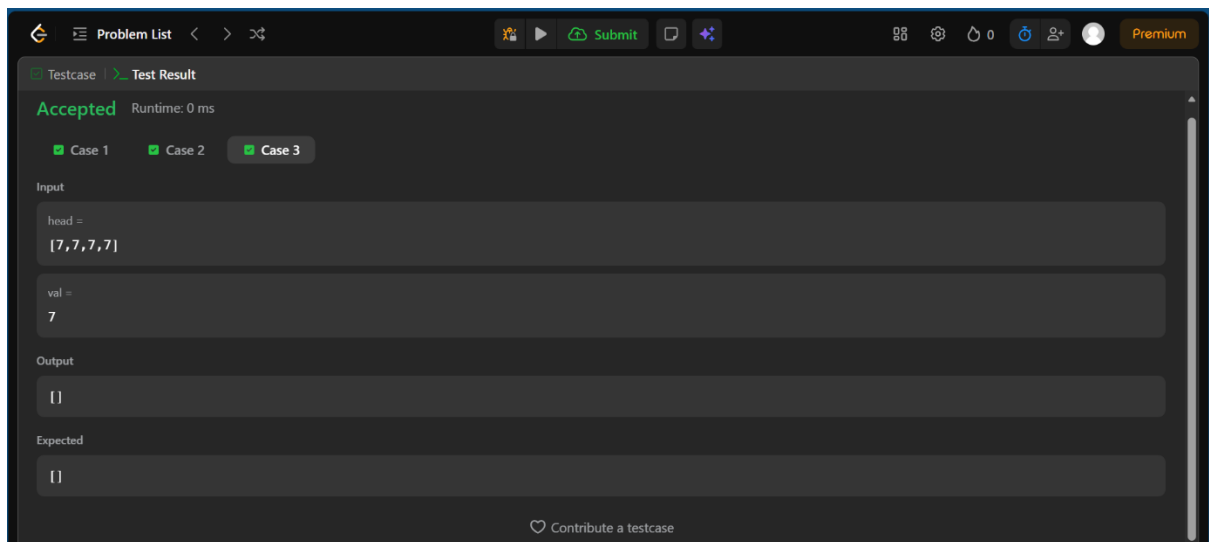 Problem List Submit 0 Premium
Testcase Test Result
Accepted Runtime: 0 ms
Case 1 Case 2 Case 3
Input
head =
[7,7,7,7]
val =
7
Output
[]
Expected
[]
Contribute a testcase